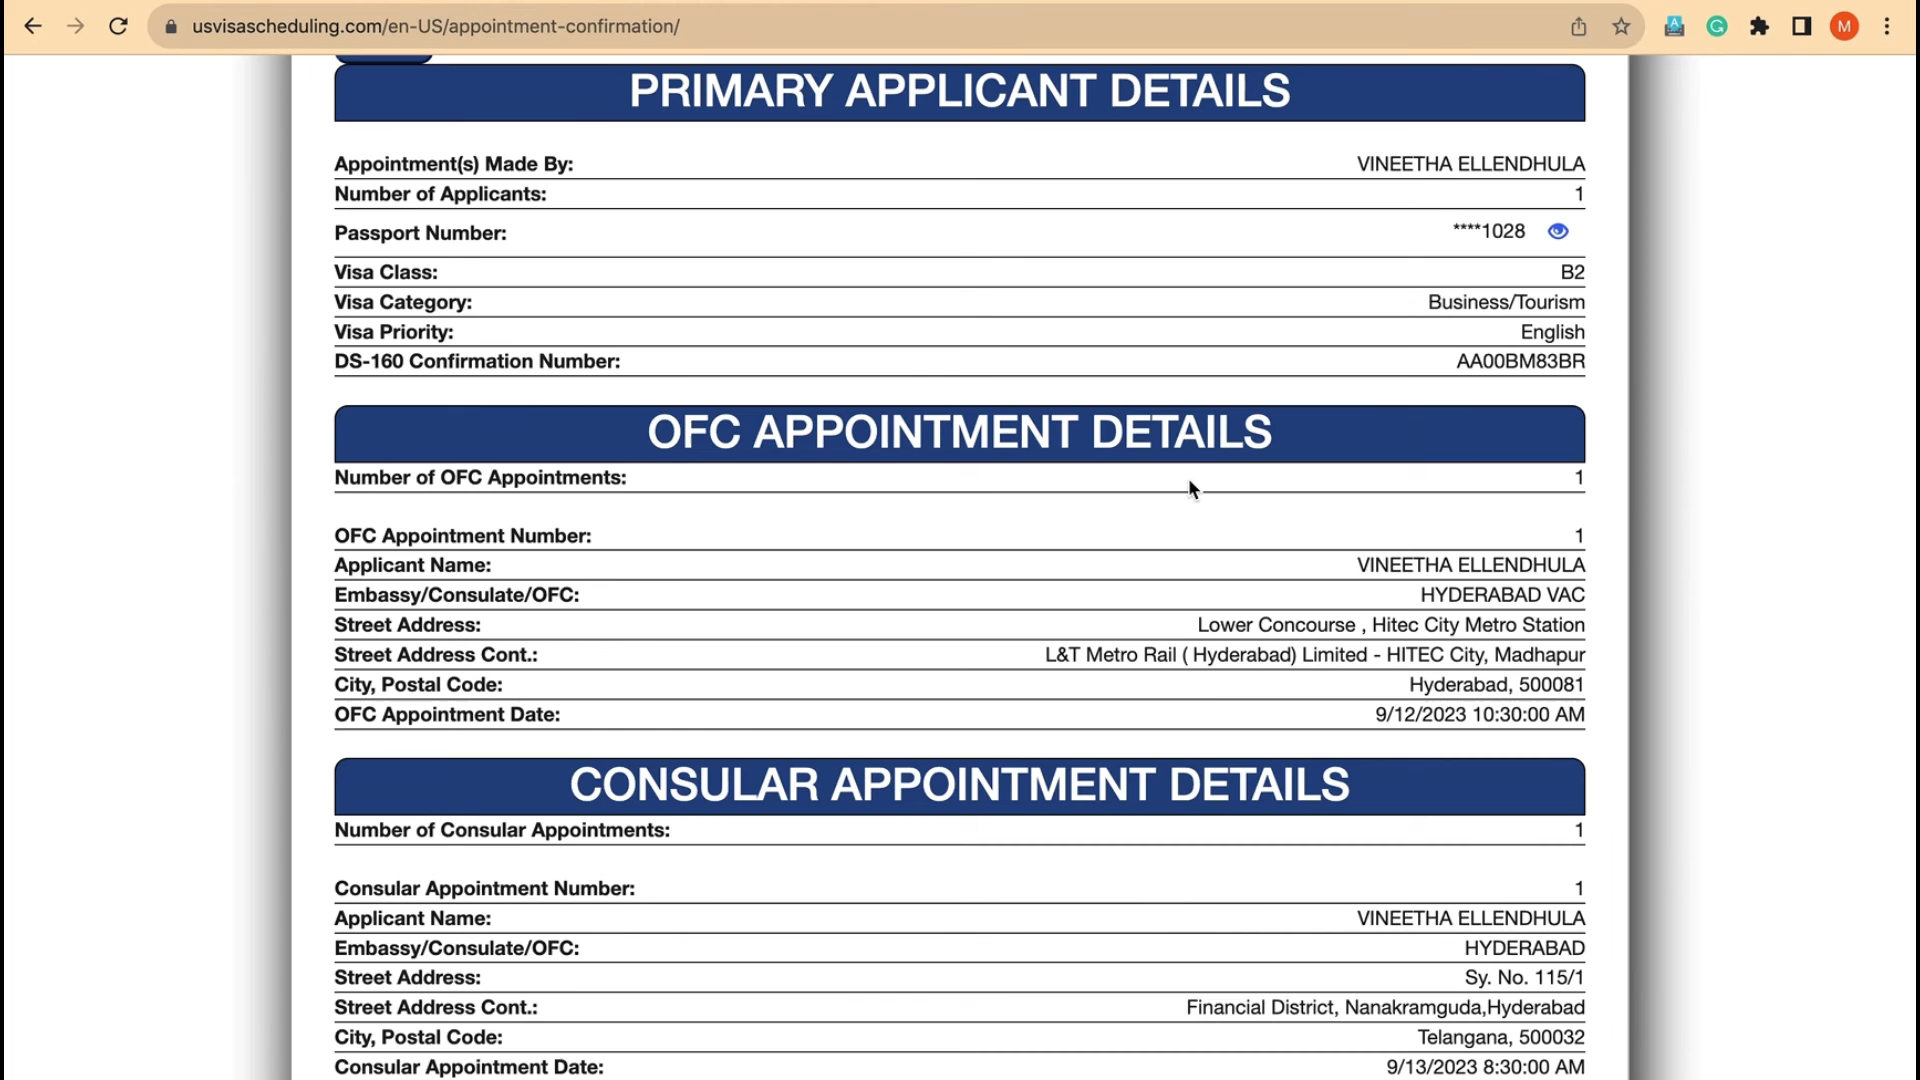 usvisascheduling.com/en-US/appointment-confirmation/
A
G
M
PRIMARY APPLICANT DETAILS
Appointment(s) Made By: VINEETHA ELLENDHULA
Number of Applicants: 1
Passport Number: ****1028
Visa Class: B2
Visa Category: Business/Tourism
Visa Priority: English
DS-160 Confirmation Number: AA00BM83BR
OFC APPOINTMENT DETAILS
Number of OFC Appointments: 1
OFC Appointment Number: 1
Applicant Name: VINEETHA ELLENDHULA
Embassy/Consulate/OFC: HYDERABAD VAC
Street Address: Lower Concourse , Hitec City Metro Station
Street Address Cont.: L&T Metro Rail ( Hyderabad) Limited - HITEC City, Madhapur
City, Postal Code: Hyderabad, 500081
OFC Appointment Date: 9/12/2023 10:30:00 AM
CONSULAR APPOINTMENT DETAILS
Number of Consular Appointments: 1
Consular Appointment Number: 1
Applicant Name: VINEETHA ELLENDHULA
Embassy/Consulate/OFC: HYDERABAD
Street Address: Sy. No. 115/1
Street Address Cont.: Financial District, Nanakramguda,Hyderabad
City, Postal Code: Telangana, 500032
Consular Appointment Date: 9/13/2023 8:30:00 AM